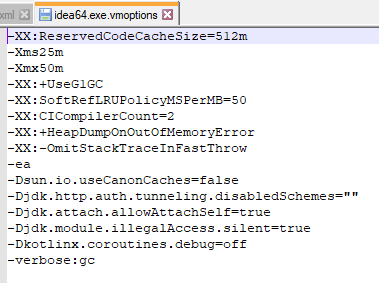 xml
idea64.exe.vmoptions
-XX:ReservedCodeCacheSize=512m
-Xms25m
-Xmx50m
-XX:+UseG1GC
-XX:SoftRefLRUPolicyMSPerMB=50
-XX:CICompilerCount=2
-XX:+HeapDumpOnOutOfMemoryError
-XX:-OmitStackTraceInFastThrow
-ea
-Dsun.io.useCanonCaches=false
-Djdk.http.auth.tunneling.disabledSchemes=""
-Djdk.attach.allowAttachSelf=true
-Djdk.module.illegalAccess.silent=true
-Dkotlinx.coroutines.debug=off
-verbose:gc